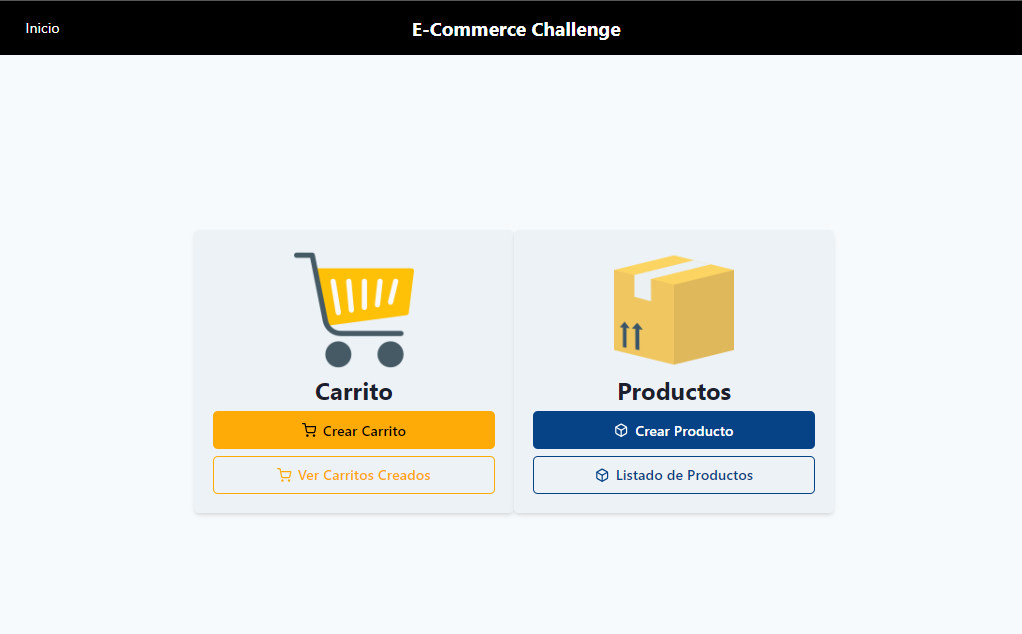 Inicio
E-Commerce Challenge
Carrito
Crear Carrito
Ver Carritos Creados
Productos
Crear Producto
Listado de Productos